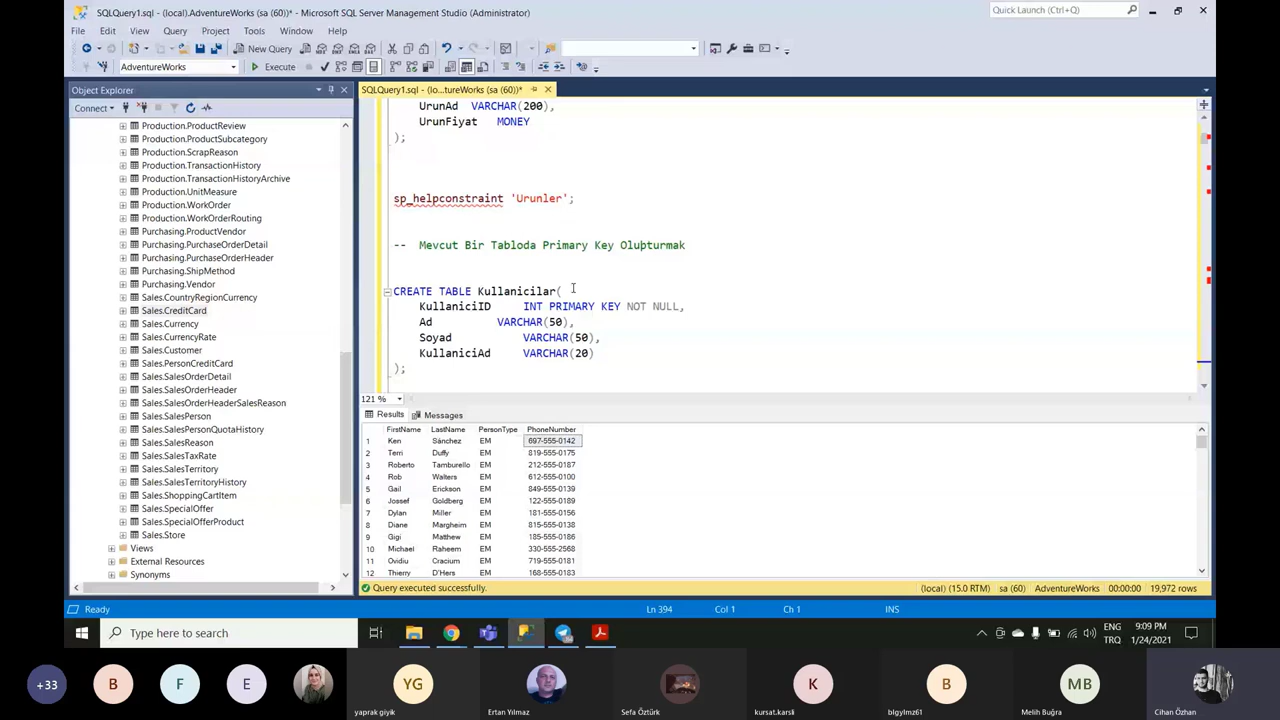 SQLQuery1.sql - (local).AdventureWorks (sa (60))* - Microsoft SQL Server Management Studio (Administrator)
Quick Launch (Ctrl+Q)
File Edit View Query Project Tools Window Help
New Query
AdventureWorks
Execute
Object Explorer
SQLQuery1.sql - (lo...tureWorks (sa (60))*
Connect
Production.ProductReview
Production.ProductSubcategory
Production.ScrapReason
Production.TransactionHistory
Production.TransactionHistoryArchive
Production.UnitMeasure
Production.WorkOrder
Production.WorkOrderRouting
Purchasing.ProductVendor
Purchasing.PurchaseOrderDetail
Purchasing.PurchaseOrderHeader
Purchasing.ShipMethod
Purchasing.Vendor
Sales.CountryRegionCurrency
Sales.CreditCard
Sales.Currency
Sales.CurrencyRate
Sales.Customer
Sales.PersonCreditCard
Sales.SalesOrderDetail
Sales.SalesOrderHeader
Sales.SalesOrderHeaderSalesReason
Sales.SalesPerson
Sales.SalesPersonQuotaHistory
Sales.SalesReason
Sales.SalesTaxRate
Sales.SalesTerritory
Sales.SalesTerritoryHistory
Sales.ShoppingCartItem
Sales.SpecialOffer
Sales.SpecialOfferProduct
Sales.Store
Views
External Resources
Synonyms
UrunAd VARCHAR(200),
UrunFiyat MONEY
);
sp_helpconstraint 'Urunler';
-- Mevcut Bir Tabloda Primary Key Oluþturmak
CREATE TABLE Kullanicilar(
KullaniciID INT PRIMARY KEY NOT NULL,
Ad VARCHAR(50),
Soyad VARCHAR(50),
KullaniciAd VARCHAR(20)
);
121 %
Results Messages
FirstName LastName PersonType PhoneNumber
1 Ken Sánchez EM 697-555-0142
2 Terri Duffy EM 819-555-0175
3 Roberto Tamburello EM 212-555-0187
4 Rob Walters EM 612-555-0100
5 Gail Erickson EM 849-555-0139
6 Jossef Goldberg EM 122-555-0189
7 Dylan Miller EM 181-555-0156
8 Diane Margheim EM 815-555-0138
9 Gigi Matthew EM 185-555-0186
10 Michael Raheem EM 330-555-2568
11 Ovidiu Cracium EM 719-555-0181
12 Thierry D'Hers EM 168-555-0183
Query executed successfully.
(local) (15.0 RTM) sa (60) AdventureWorks 00:00:00 19,972 rows
Ready
Ln 394 Col 1 Ch 1 INS
Type here to search
ENG
TRQ
9:09 PM
1/24/2021
+33
B
F
E
YG
yaprak giyik
Ertan Yılmaz
Sefa Öztürk
K
kursat.karsli
B
blgylmz61
MB
Melih Buğra
Cihan Özhan